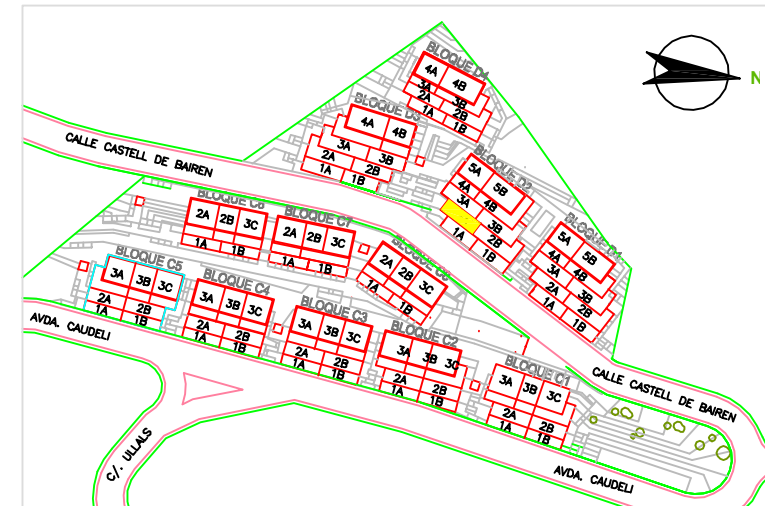 BLOQUE D4
4A 4B
3A 3B
2A 2B
1A 1B
N
BLOQUE D3
4A 4B
3A 3B
2A 2B
1A 1B
CALLE CASTELL DE BAIREN
BLOQUE D2
5A 5B
4A 4B
3A 3B
2B
1A 1B
BLOQUE D1
5A 5B
4A 4B
3A 3B
2A 2B
1A 1B
BLOQUE C6
2A 2B 3C
1A 1B
BLOQUE C7
2A 2B 3C
1A 1B
2A 2B 3C
1A 1B
BLOQUE C5
3A 3B 3C
2A 2B
1A 1B
BLOQUE C4
3A 3B 3C
2A 2B
1A 1B
BLOQUE C3
3A 3B 3C
2A 2B
1A 1B
BLOQUE C2
3A 3B 3C
2A 2B
1A 1B
BLOQUE C1
3A 3B 3C
2A 2B
1A 1B
AVDA. CAUDELI
CALLE CASTELL DE BAIREN
C/. ULLALS
AVDA. CAUDELI